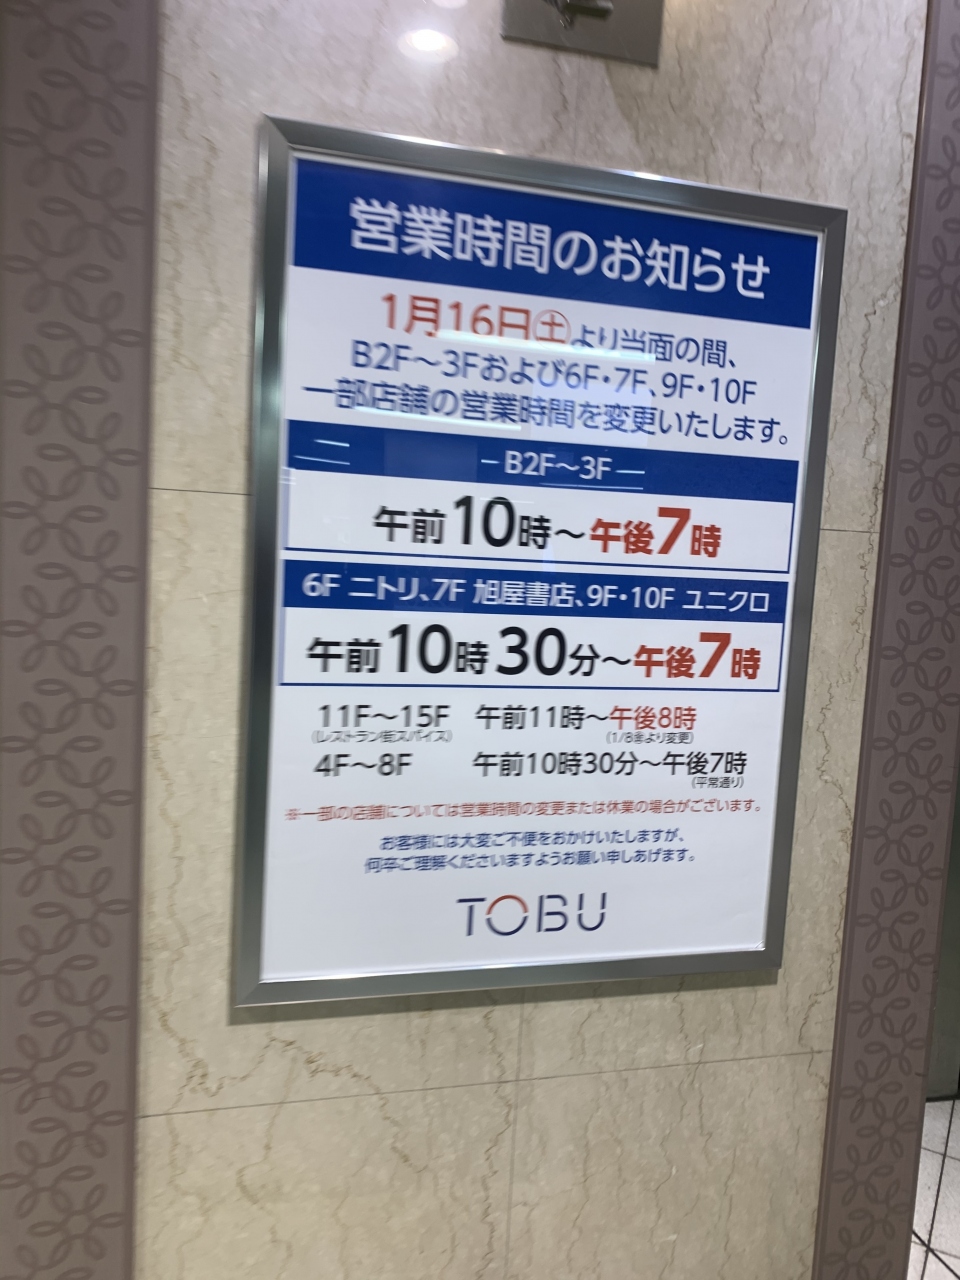 営業時間のお知らせ
1月16日㊏より当面の間、
B2F～3Fおよび6F・7F、9F・10F
一部店舗の営業時間を変更いたします。
B2F～3F
午前10時～午後7時
6F ニトリ、7F 旭屋書店、9F・10F ユニクロ
午前10時30分～午後7時
11F～15F 午前11時～午後8時
(レストラン街スパイス) (1/8㊎より変更)
4F～8F 午前10時30分～午後7時
(平常通り)
※一部の店舗については営業時間の変更または休業の場合がございます。
お客様には大変ご不便をおかけいたしますが、
何卒ご理解くださいますようお願い申しあげます。
TOBU